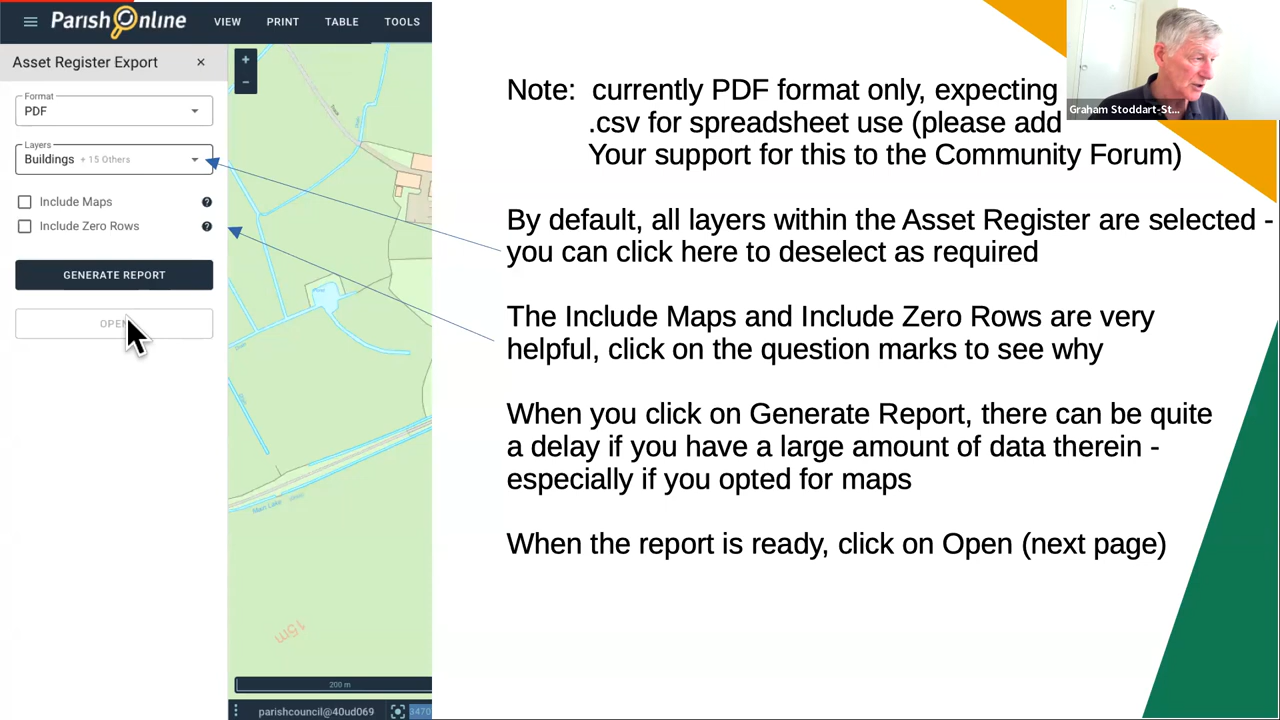 Parish Online
VIEW
PRINT
TABLE
TOOLS
Asset Register Export
×
Format
PDF
Layers
Buildings + 15 Others
Include Maps ?
Include Zero Rows ?
GENERATE REPORT
OPEN
+
-
Main Lake
15m
200 m
parishcouncil@40ud069
3470
Note: currently PDF format only, expecting
.csv for spreadsheet use (please add
Your support for this to the Community Forum)
By default, all layers within the Asset Register are selected -
you can click here to deselect as required
The Include Maps and Include Zero Rows are very
helpful, click on the question marks to see why
When you click on Generate Report, there can be quite
a delay if you have a large amount of data therein -
especially if you opted for maps
When the report is ready, click on Open (next page)
Graham Stoddart-St...